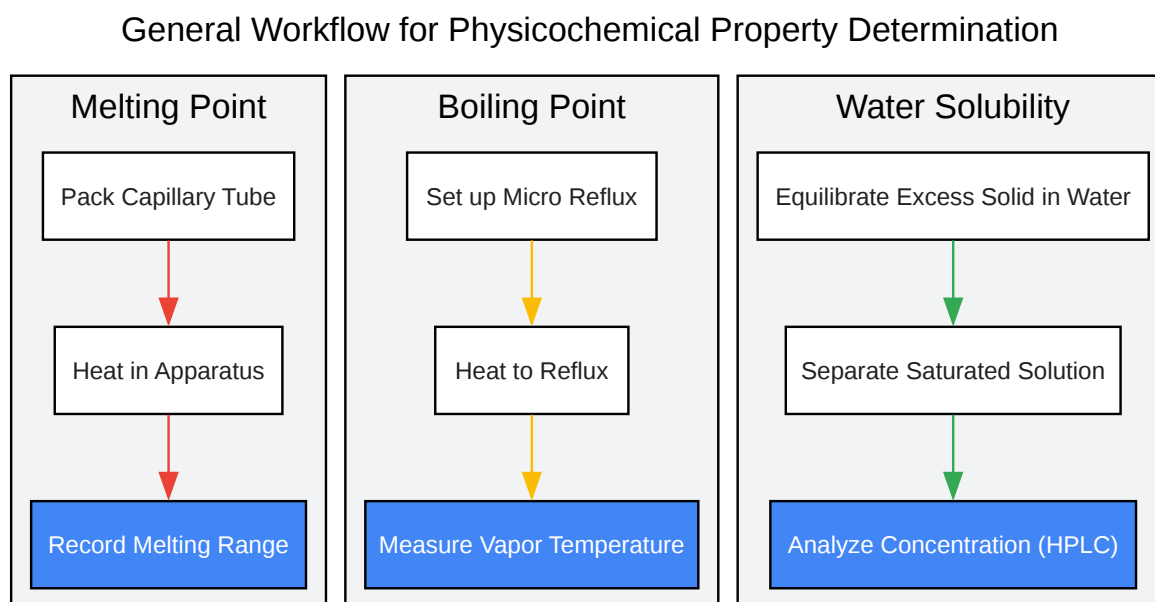 General Workflow for Physicochemical Property Determination
Melting Point
Pack Capillary Tube
Heat in Apparatus
Record Melting Range
Boiling Point
Set up Micro Reflux
Heat to Reflux
Measure Vapor Temperature
Water Solubility
Equilibrate Excess Solid in Water
Separate Saturated Solution
Analyze Concentration (HPLC)